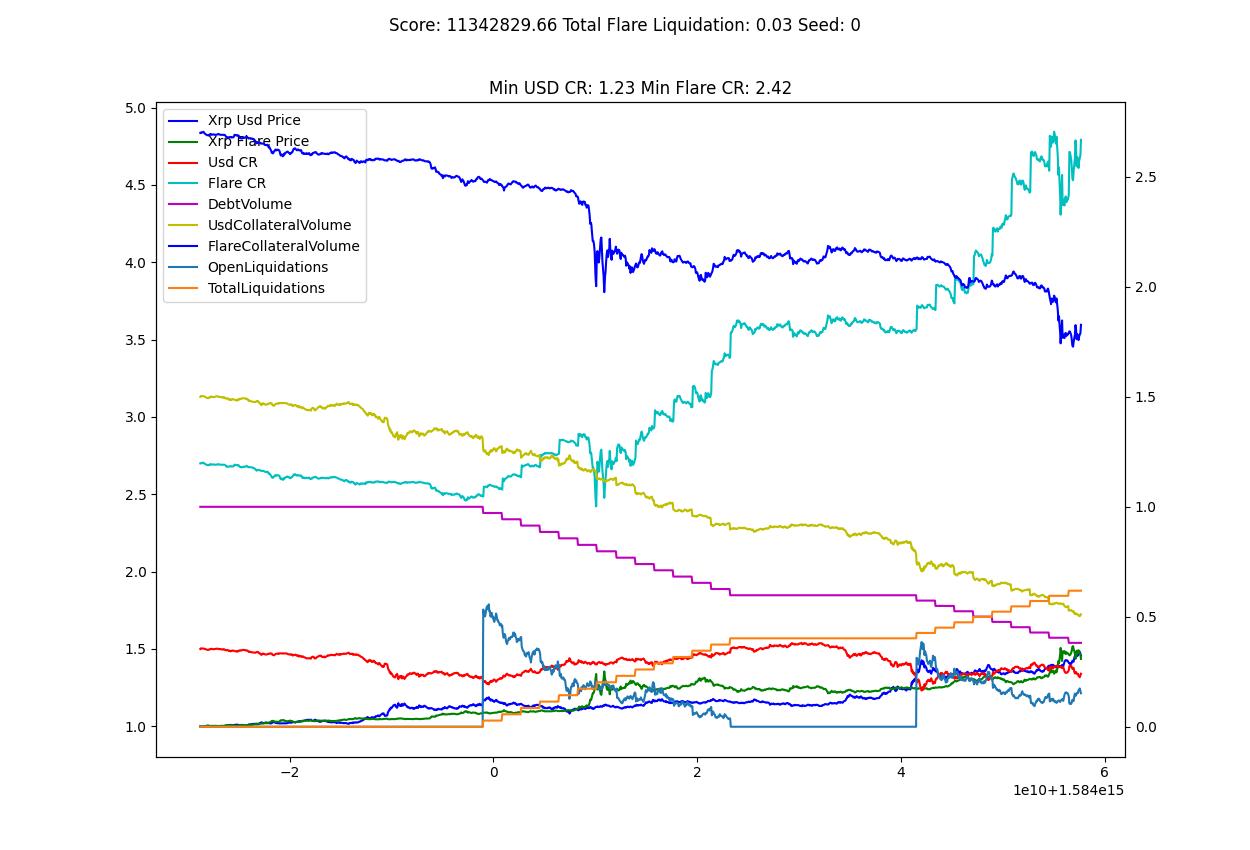 Score: 11342829.66 Total Flare Liquidation: 0.03 Seed: 0
Min USD CR: 1.23 Min Flare CR: 2.42
Xrp Usd Price
Xrp Flare Price
Usd CR
Flare CR
DebtVolume
UsdCollateralVolume
FlareCollateralVolume
OpenLiquidations
TotalLiquidations
5.0
4.5
4.0
3.5
3.0
2.5
2.0
1.5
1.0
2.5
2.0
1.5
1.0
0.5
0.0
−2 0 2 4 6
1e10+1.584e15